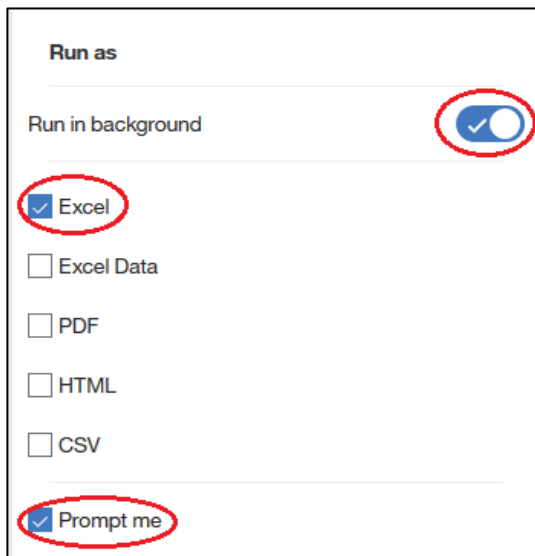 Run as
Run in background
Excel
Excel Data
PDF
HTML
CSV
Prompt me